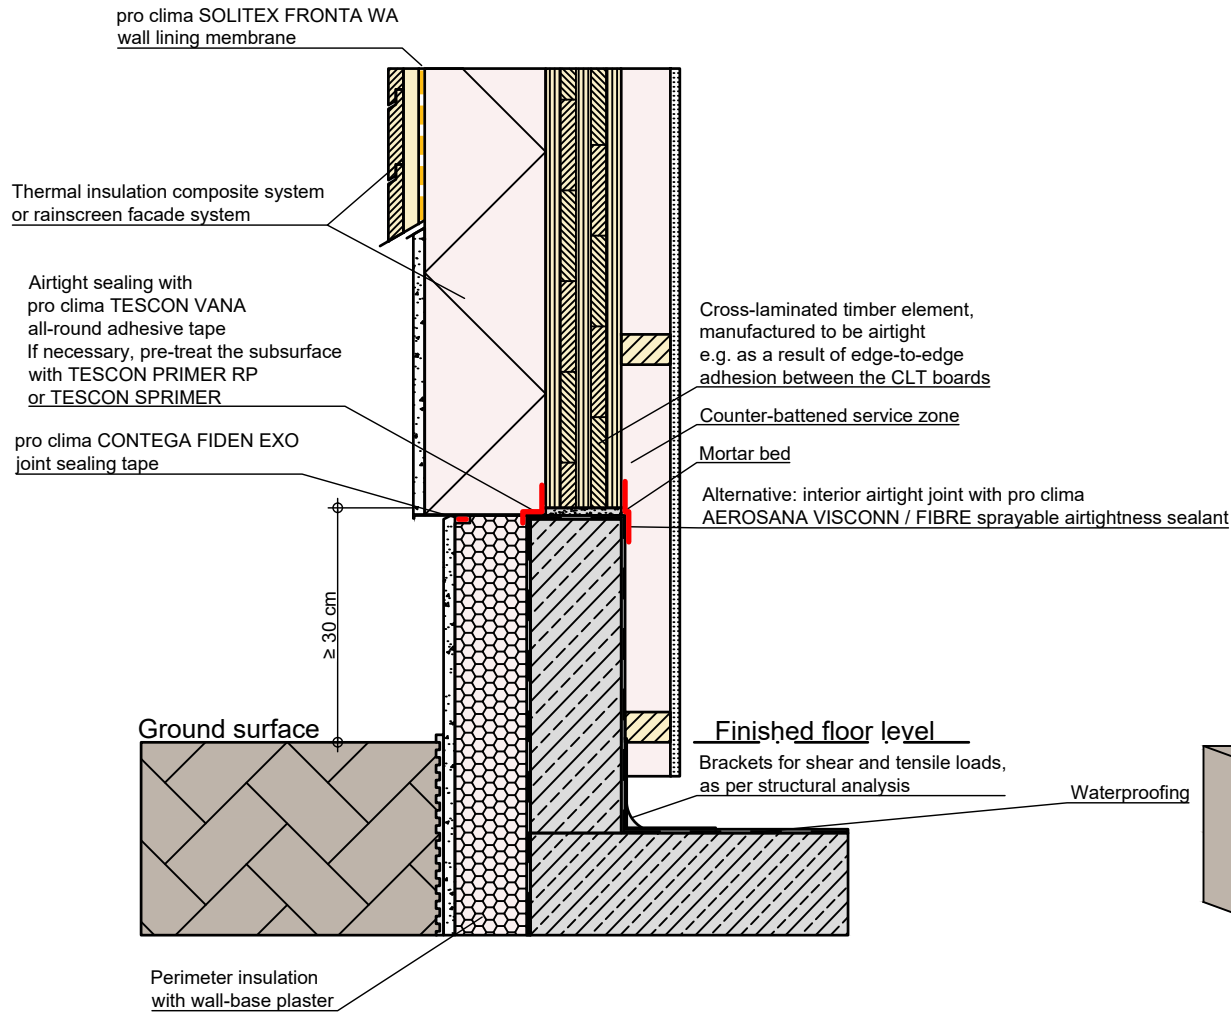 pro clima SOLITEX FRONTA WA
wall lining membrane
Thermal insulation composite system
or rainscreen facade system
Airtight sealing with
pro clima TESCON VANA
all-round adhesive tape
If necessary, pre-treat the subsurface
with TESCON PRIMER RP
or TESCON SPRIMER
pro clima CONTEGA FIDEN EXO
joint sealing tape
Cross-laminated timber element,
manufactured to be airtight
e.g. as a result of edge-to-edge
adhesion between the CLT boards
Counter-battened service zone
Mortar bed
Alternative: interior airtight joint with pro clima
AEROSANA VISCONN / FIBRE sprayable airtightness sealant
≥ 30 cm
Ground surface
Finished floor level
Brackets for shear and tensile loads,
as per structural analysis
Waterproofing
Perimeter insulation
with wall-base plaster